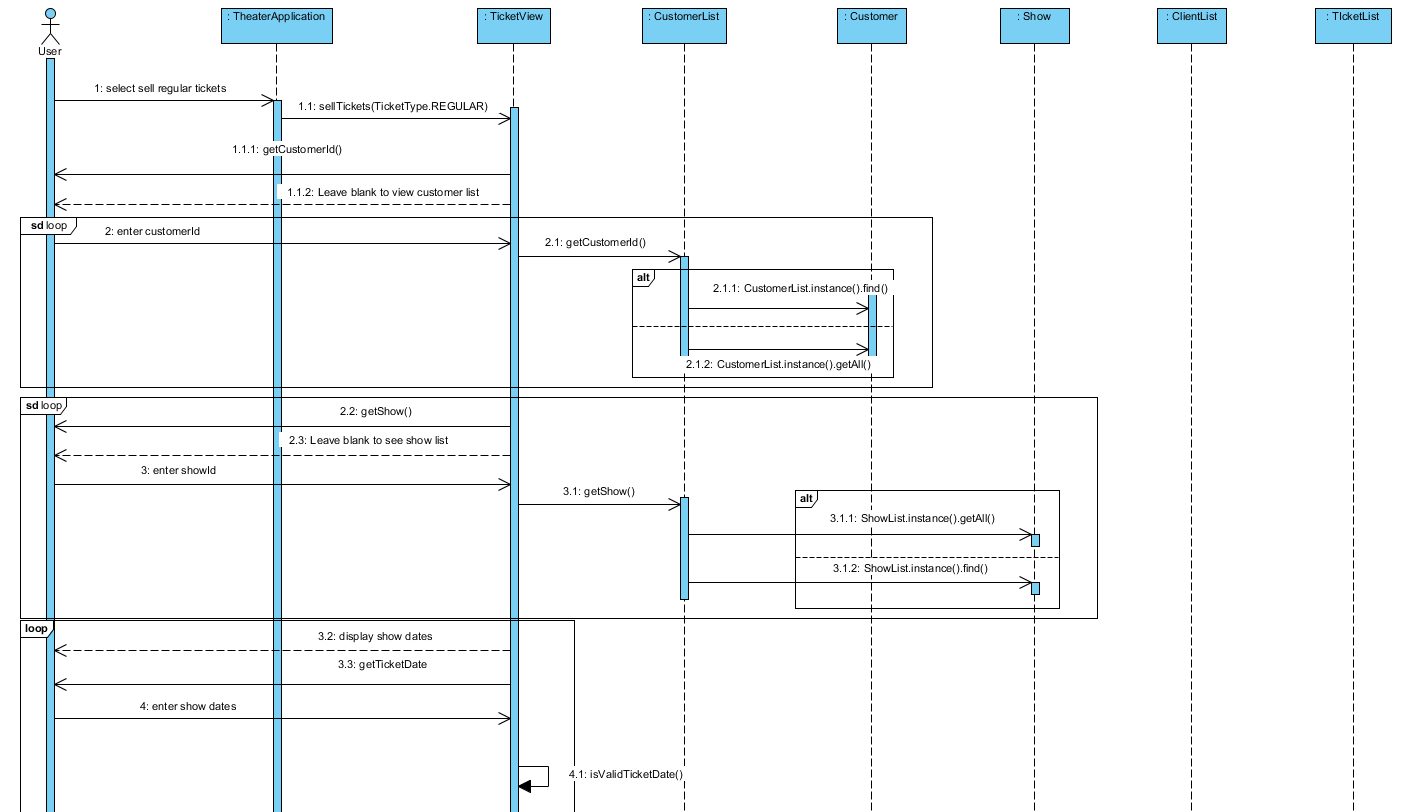 : TheaterApplication
: TicketView
: CustomerList
: Customer
: Show
: ClientList
: TIcketList
User
1: select sell regular tickets
1.1: sellTickets(TicketType.REGULAR)
1.1.1: getCustomerId()
1.1.2: Leave blank to view customer list
sd loop
2: enter customerId
2.1: getCustomerId()
alt
2.1.1: CustomerList.instance().find()
2.1.2: CustomerList.instance().getAll()
sd loop
2.2: getShow()
2.3: Leave blank to see show list
3: enter showId
3.1: getShow()
alt
3.1.1: ShowList.instance().getAll()
3.1.2: ShowList.instance().find()
loop
3.2: display show dates
3.3: getTicketDate
4: enter show dates
4.1: isValidTicketDate()